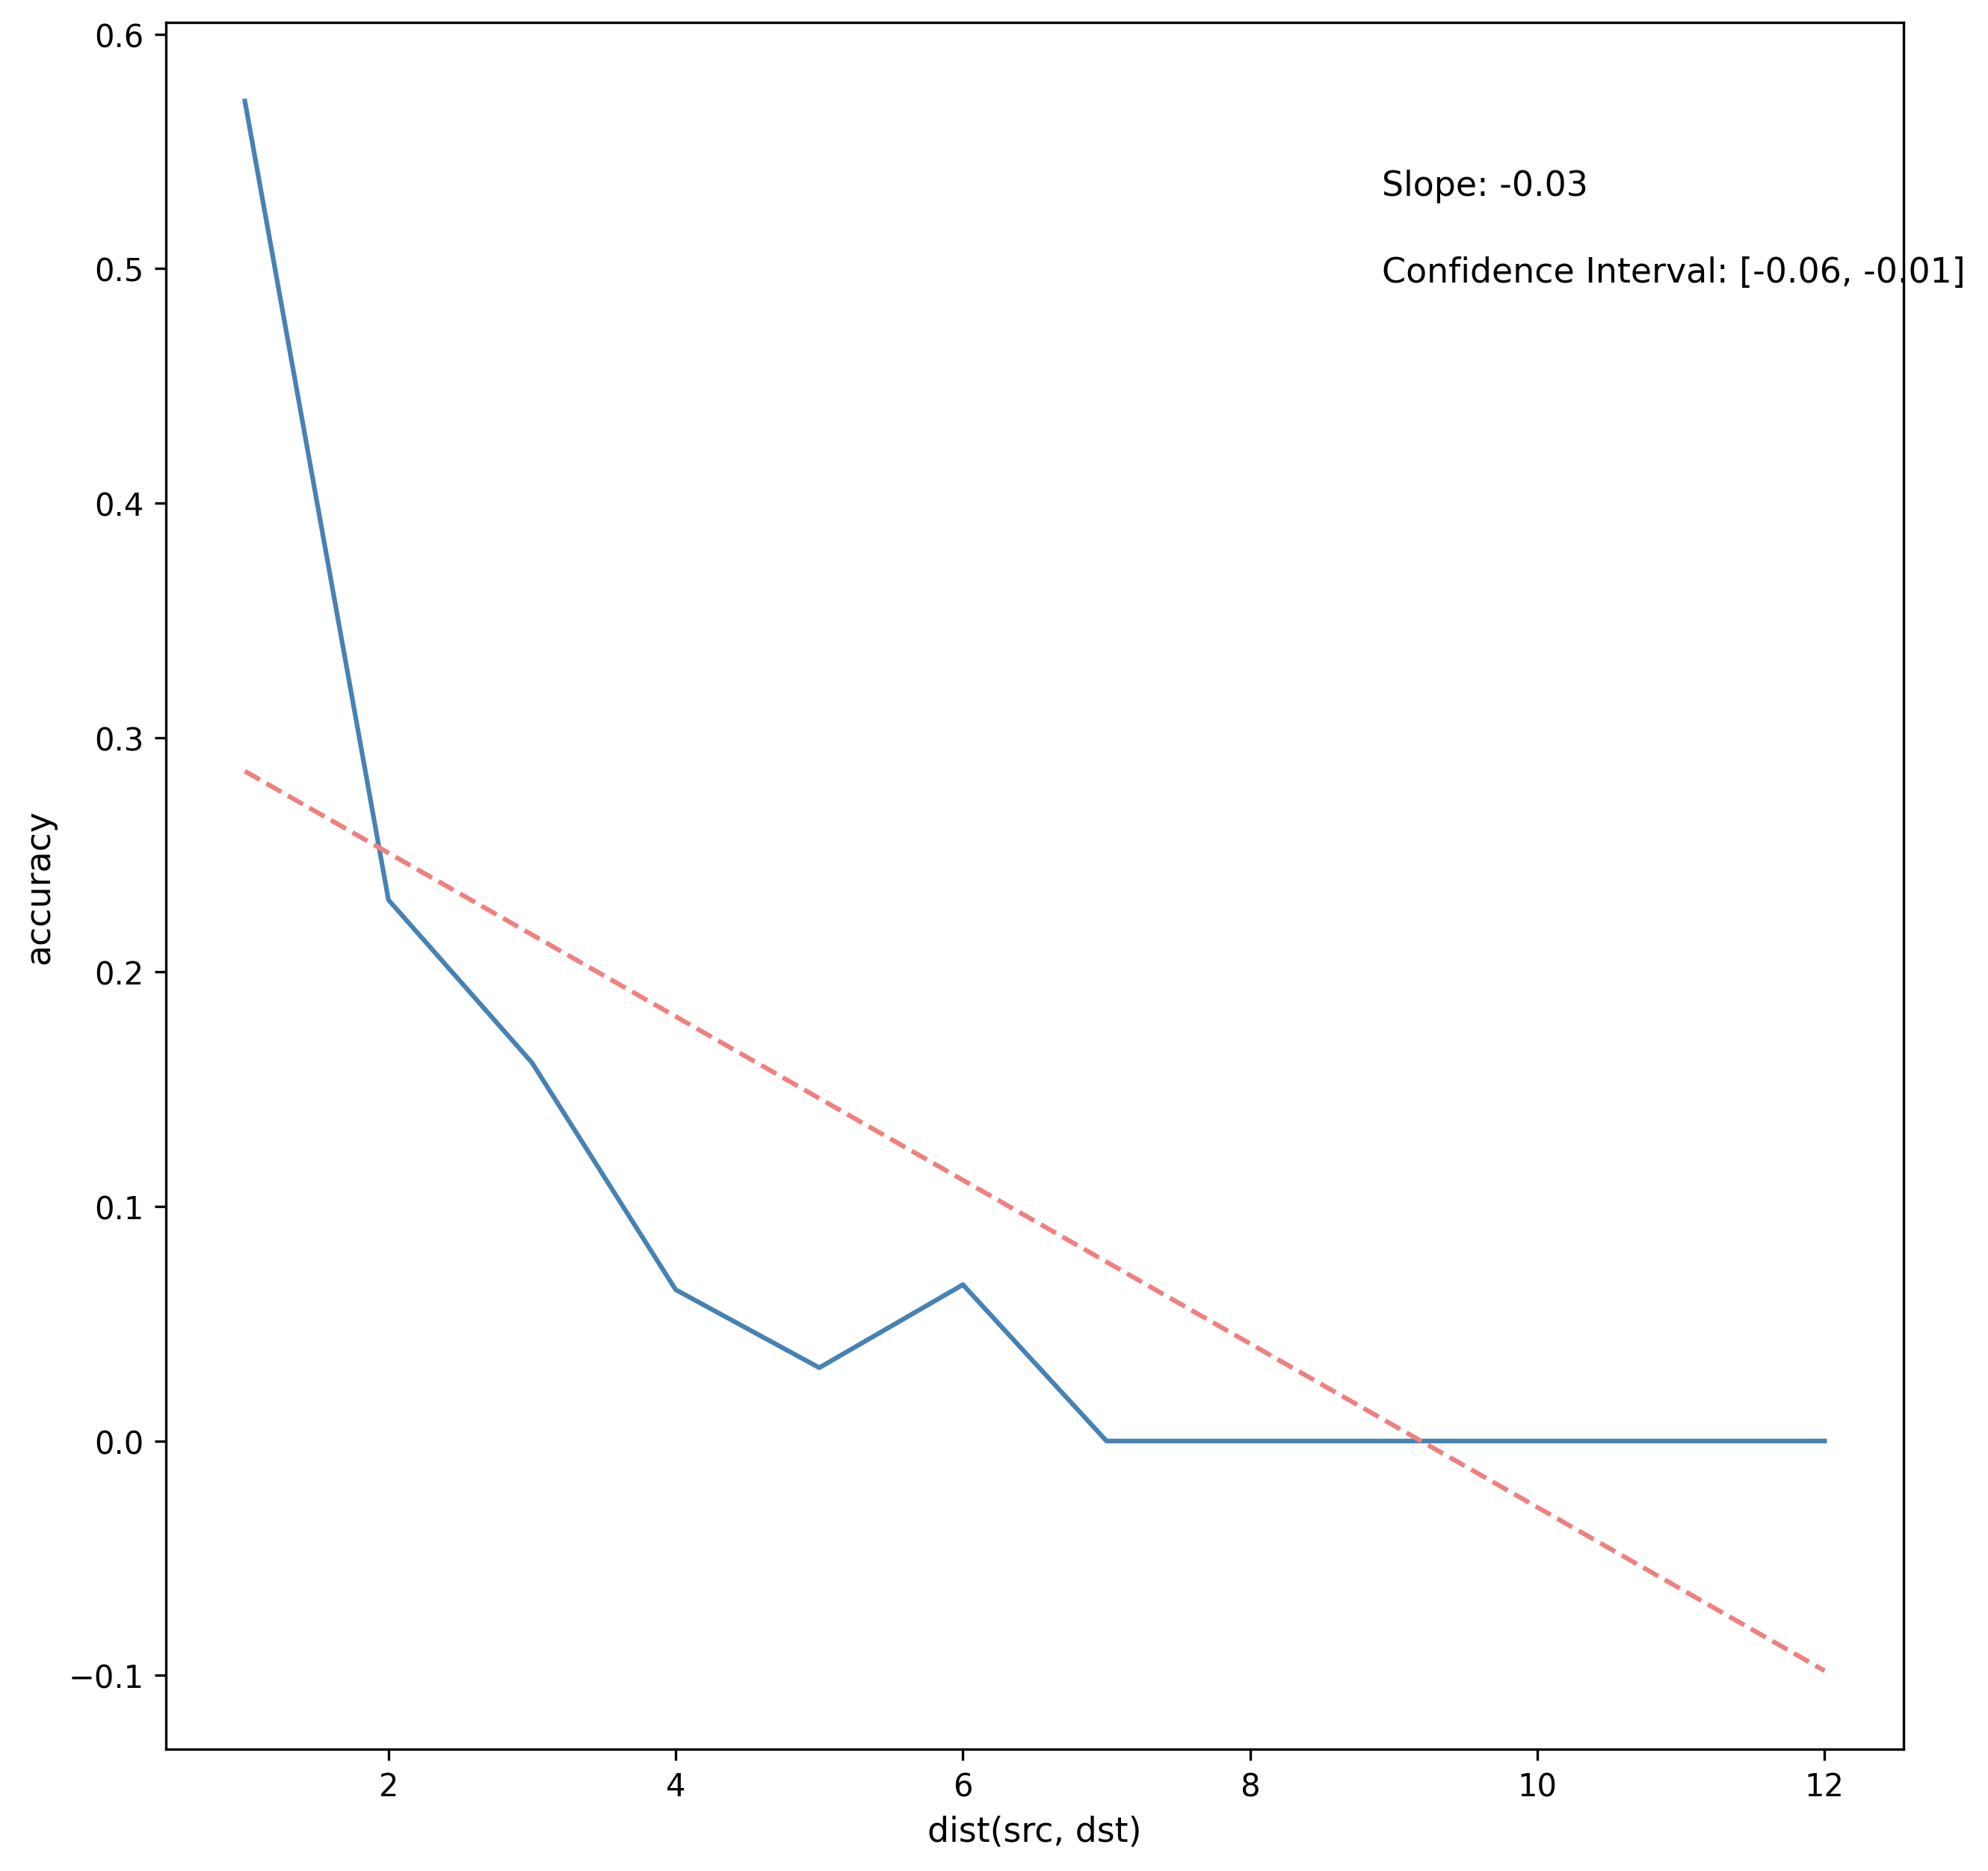 0.6
0.5
0.4
0.3
0.2
0.1
0.0
−0.1
accuracy
Slope: -0.03
Confidence Interval: [-0.06, -0.01]
2 4 6 8 10 12
dist(src, dst)